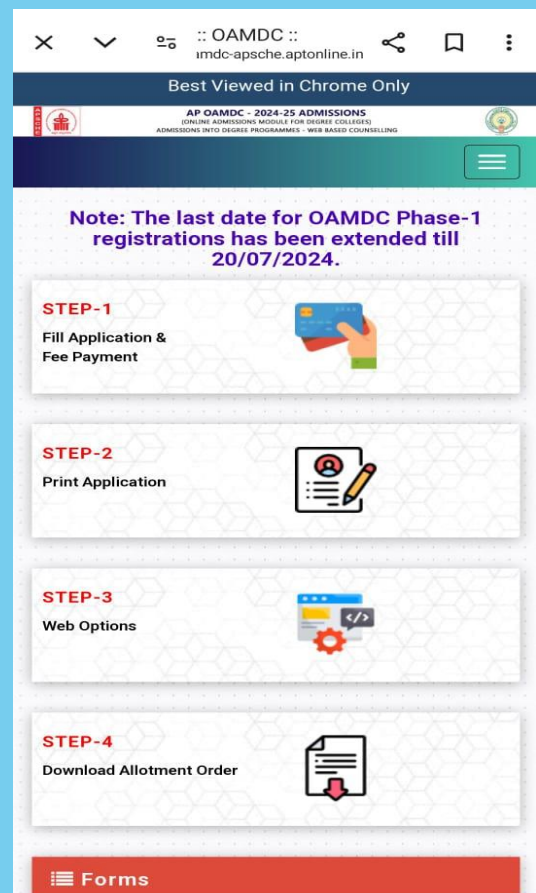 :: OAMDC ::
ımdc-apsche.aptonline.in
Best Viewed in Chrome Only
AP OAMDC - 2024-25 ADMISSIONS
(ONLINE ADMISSIONS MODULE FOR DEGREE COLLEGES)
ADMISSIONS INTO DEGREE PROGRAMMES - WEB BASED COUNSELLING
Note: The last date for OAMDC Phase-1
registrations has been extended till
20/07/2024.
STEP-1
Fill Application &
Fee Payment
STEP-2
Print Application
STEP-3
Web Options
</>
STEP-4
Download Allotment Order
Forms